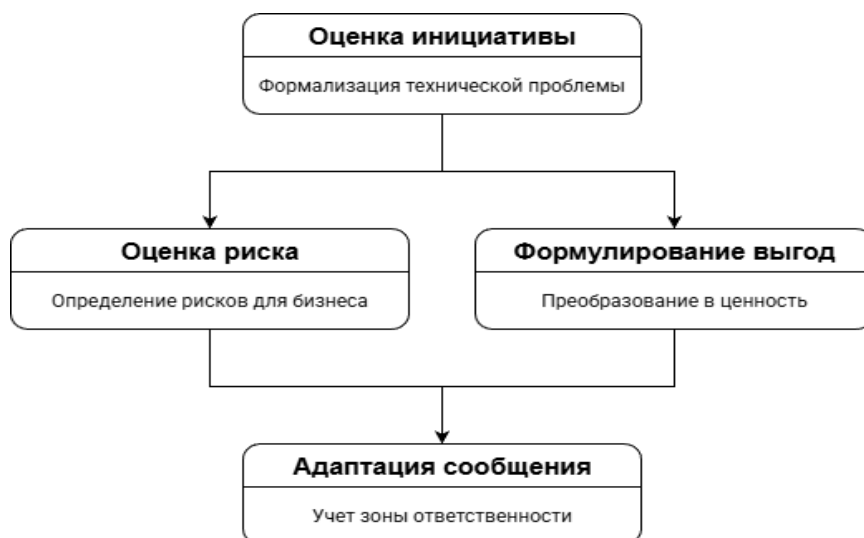 Оценка инициативы
Формализация технической проблемы
Оценка риска
Определение рисков для бизнеса
Формулирование выгод
Преобразование в ценность
Адаптация сообщения
Учет зоны ответственности